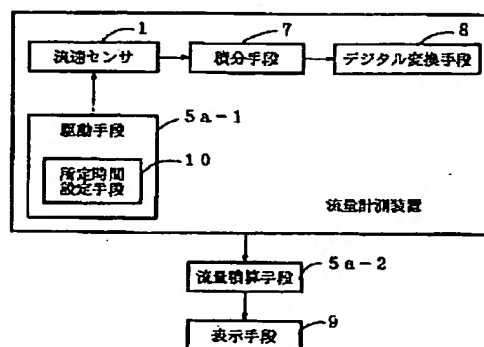 1
7
8
流速センサ
積分手段
デジタル変換手段
5a-1
駆動手段
10
所定時間
設定手段
流量計測装置
5a-2
流量積算手段
9
表示手段